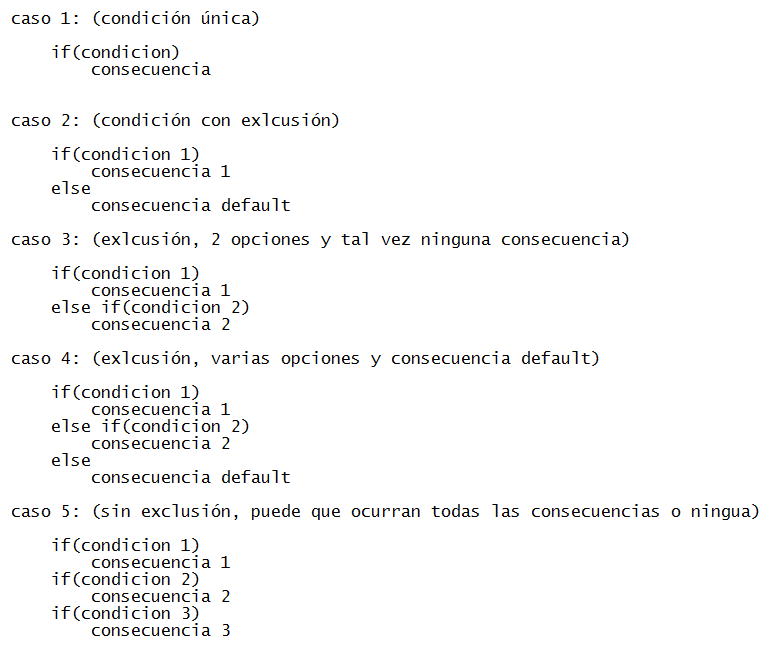 caso 1: (condición única)
if(condicion)
consecuencia
caso 2: (condición con exlcusión)
if(condicion 1)
consecuencia 1
else
consecuencia default
caso 3: (exlcusión, 2 opciones y tal vez ninguna consecuencia)
if(condicion 1)
consecuencia 1
else if(condicion 2)
consecuencia 2
caso 4: (exlcusión, varias opciones y consecuencia default)
if(condicion 1)
consecuencia 1
else if(condicion 2)
consecuencia 2
else
consecuencia default
caso 5: (sin exclusión, puede que ocurran todas las consecuencias o ningua)
if(condicion 1)
consecuencia 1
if(condicion 2)
consecuencia 2
if(condicion 3)
consecuencia 3